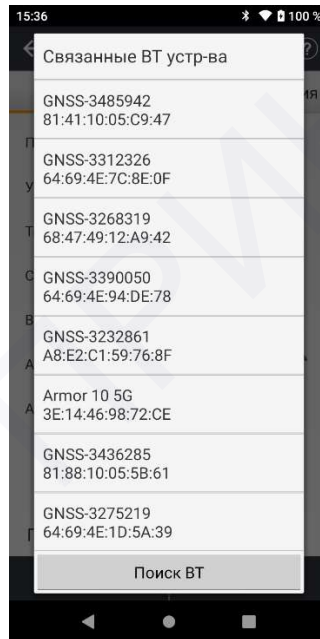 15:36
100 %
Связанные BT устр-ва
GNSS-3485942
81:41:10:05:C9:47
GNSS-3312326
64:69:4E:7C:8E:0F
GNSS-3268319
68:47:49:12:A9:42
GNSS-3390050
64:69:4E:94:DE:78
GNSS-3232861
A8:E2:C1:59:76:8F
Armor 10 5G
3E:14:46:98:72:CE
GNSS-3436285
81:88:10:05:5B:61
GNSS-3275219
64:69:4E:1D:5A:39
Поиск BT